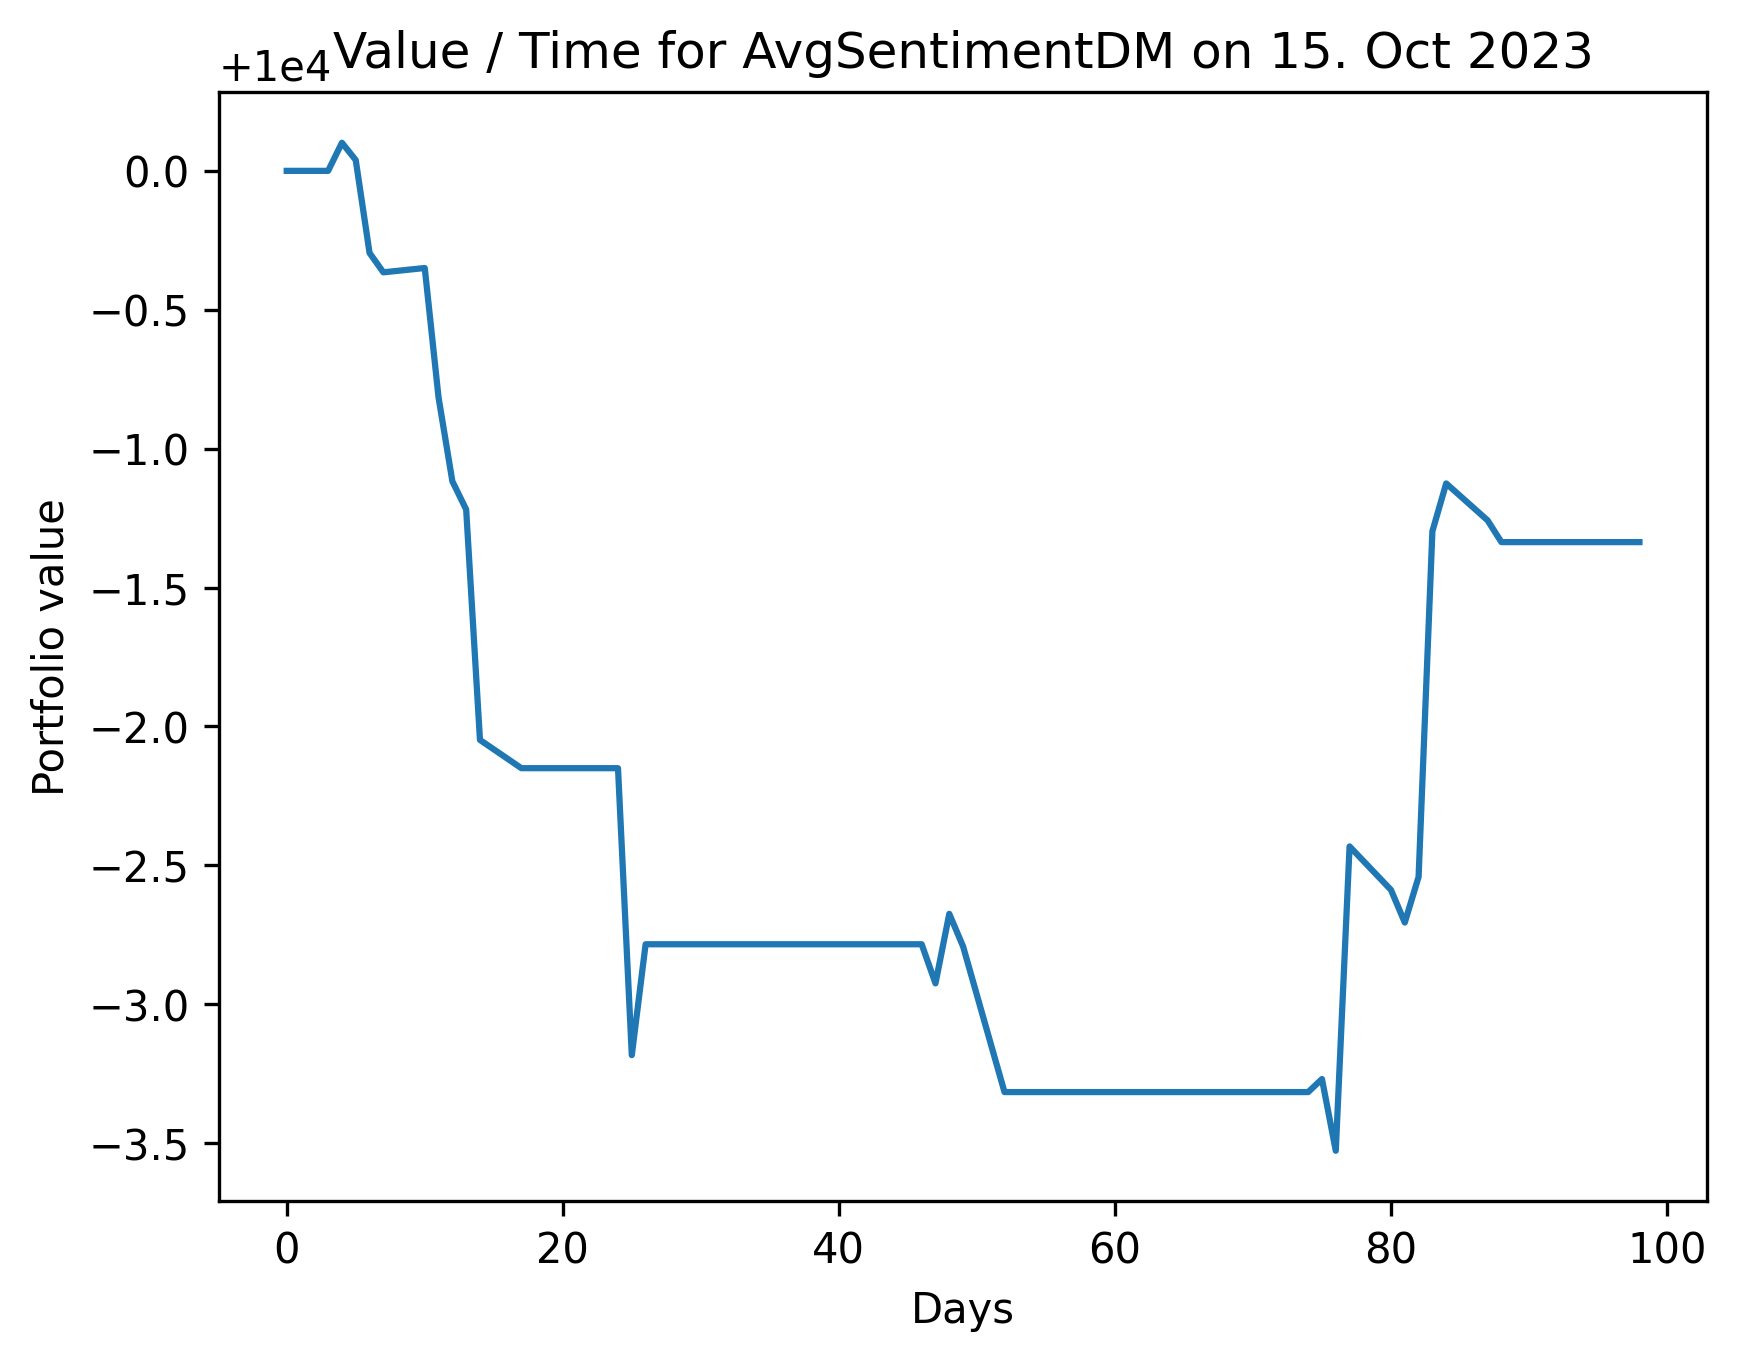 Value / Time for AvgSentimentDM on 15. Oct 2023
+1e4
0.0
−0.5
−1.0
−1.5
−2.0
−2.5
−3.0
−3.5
Portfolio value
0 20 40 60 80 100
Days